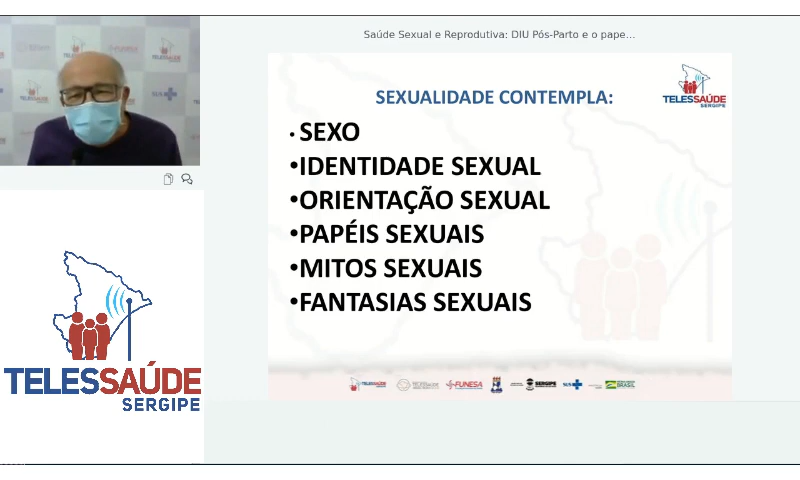 Saúde Sexual e Reprodutiva: DIU Pós-Parto e o pape...
SEXUALIDADE CONTEMPLA:
TELESSAÚDE
SERGIPE
• SEXO
•IDENTIDADE SEXUAL
•ORIENTAÇÃO SEXUAL
•PAPÉIS SEXUAIS
•MITOS SEXUAIS
•FANTASIAS SEXUAIS
TELESSAÚDE
SERGIPE
FUNESA
SERGIPE
SUS
BRASIL